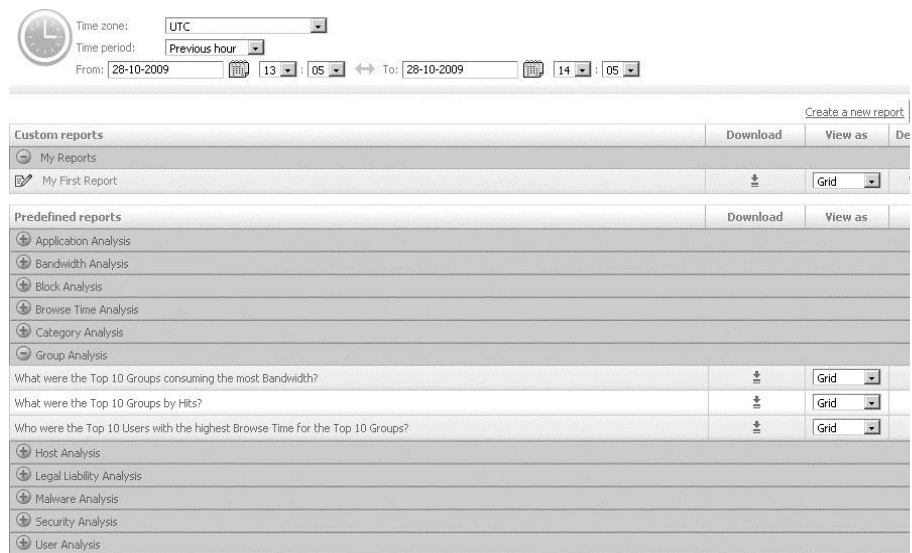 Time zone: UTC
Time period: Previous hour
From: 28-10-2009 13 : 05 To: 28-10-2009 14 : 05
Create a new report
Custom reports Download View as De
My Reports
My First Report Grid
Predefined reports Download View as
Application Analysis
Bandwidth Analysis
Block Analysis
Browse Time Analysis
Category Analysis
Group Analysis
What were the Top 10 Groups consuming the most Bandwidth? Grid
What were the Top 10 Groups by Hits? Grid
Who were the Top 10 Users with the highest Browse Time for the Top 10 Groups? Grid
Host Analysis
Legal Liability Analysis
Malware Analysis
Security Analysis
User Analysis